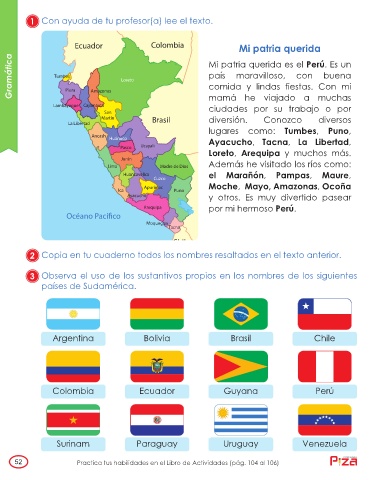 1 Con ayuda de tu profesor(a) lee el texto.
Gramática
Ecuador
Colombia
Tumbes
Loreto
Piura
Amazonas
Lambayeque
Cajamarca
San
Martín
La Libertad
Brasil
Áncash
Huánuco
Pasco
Ucayali
Junín
Lima
Madre de Dios
Huancavelica
Cusco
Ica
Apurímac
Ayacucho
Puno
Arequipa
Océano Pacífico
Moquegua
Tacna
Mi patria querida
Mi patria querida es el Perú. Es un
país maravilloso, con buena
comida y lindas fiestas. Con mi
mamá he viajado a muchas
ciudades por su trabajo o por
diversión. Conozco diversos
lugares como: Tumbes, Puno,
Ayacucho, Tacna, La Libertad,
Loreto, Arequipa y muchos más.
Además he visitado los ríos como:
el Marañón, Pampas, Maure,
Moche, Mayo, Amazonas, Ocoña
y otros. Es muy divertido pasear
por mi hermoso Perú.
2 Copia en tu cuaderno todos los nombres resaltados en el texto anterior.
3 Observa el uso de los sustantivos propios en los nombres de los siguientes
países de Sudamérica.
Argentina
Bolivia
Brasil
Chile
Colombia
Ecuador
Guyana
Perú
Surinam
Paraguay
Uruguay
Venezuela
52
Practica tus habilidades en el Libro de Actividades (pág. 104 al 106)